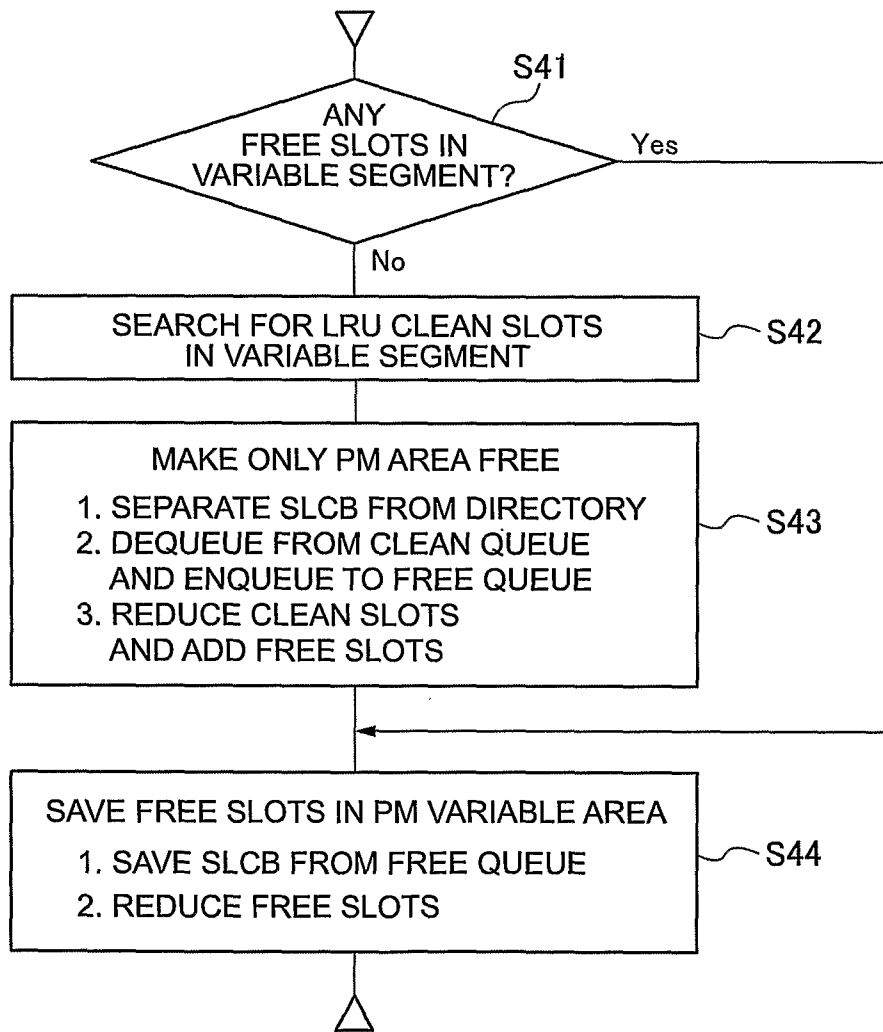 S41
ANY
FREE SLOTS IN
VARIABLE SEGMENT?
Yes
No
SEARCH FOR LRU CLEAN SLOTS
IN VARIABLE SEGMENT
S42
MAKE ONLY PM AREA FREE
1. SEPARATE SLCB FROM DIRECTORY
2. DEQUEUE FROM CLEAN QUEUE
AND ENQUEUE TO FREE QUEUE
3. REDUCE CLEAN SLOTS
AND ADD FREE SLOTS
S43
SAVE FREE SLOTS IN PM VARIABLE AREA
1. SAVE SLCB FROM FREE QUEUE
2. REDUCE FREE SLOTS
S44